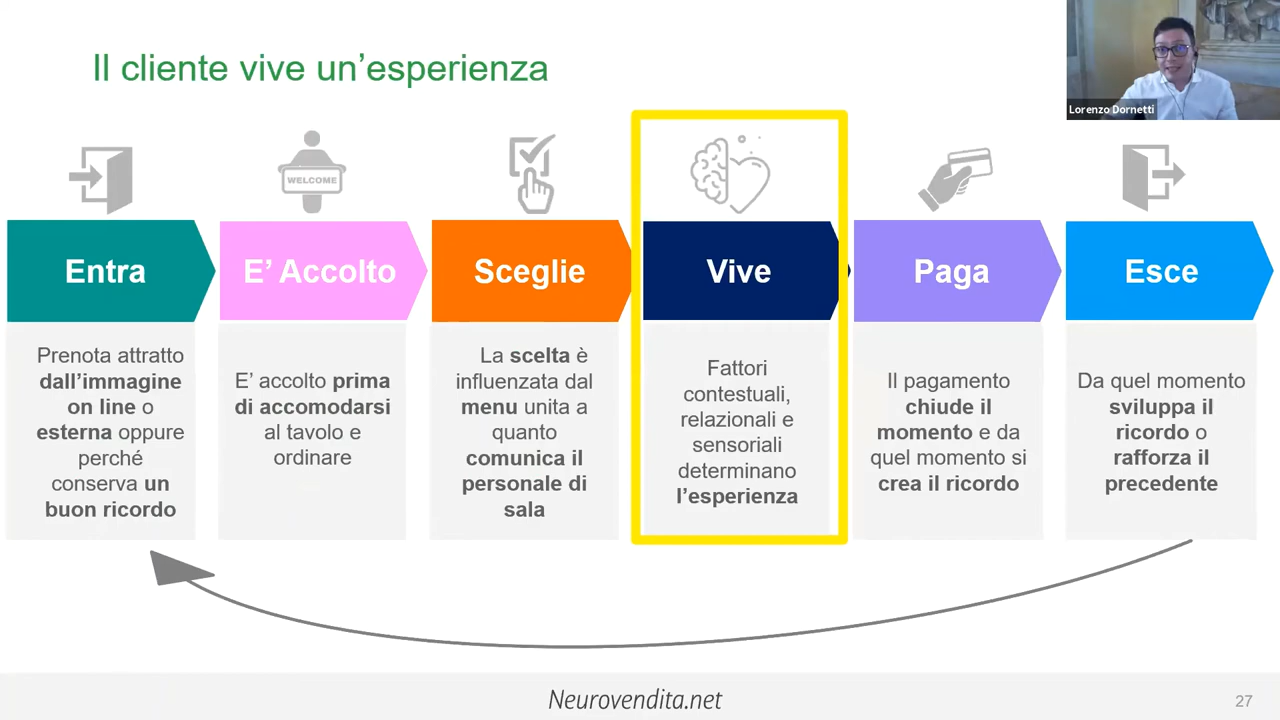 Il cliente vive un’esperienza
Lorenzo Dornetti
WELCOME
Entra
E’ Accolto
Sceglie
Vive
Paga
Esce
Prenota attratto
dall’immagine
on line o
esterna oppure
perché
conserva un
buon ricordo
E’ accolto prima
di accomodarsi
al tavolo e
ordinare
La scelta è
influenzata dal
menu unita a
quanto
comunica il
personale di
sala
Fattori
contestuali,
relazionali e
sensoriali
determinano
l’esperienza
Il pagamento
chiude il
momento e da
quel momento si
crea il ricordo
Da quel momento
sviluppa il
ricordo o
rafforza il
precedente
Neurovendita.net
27